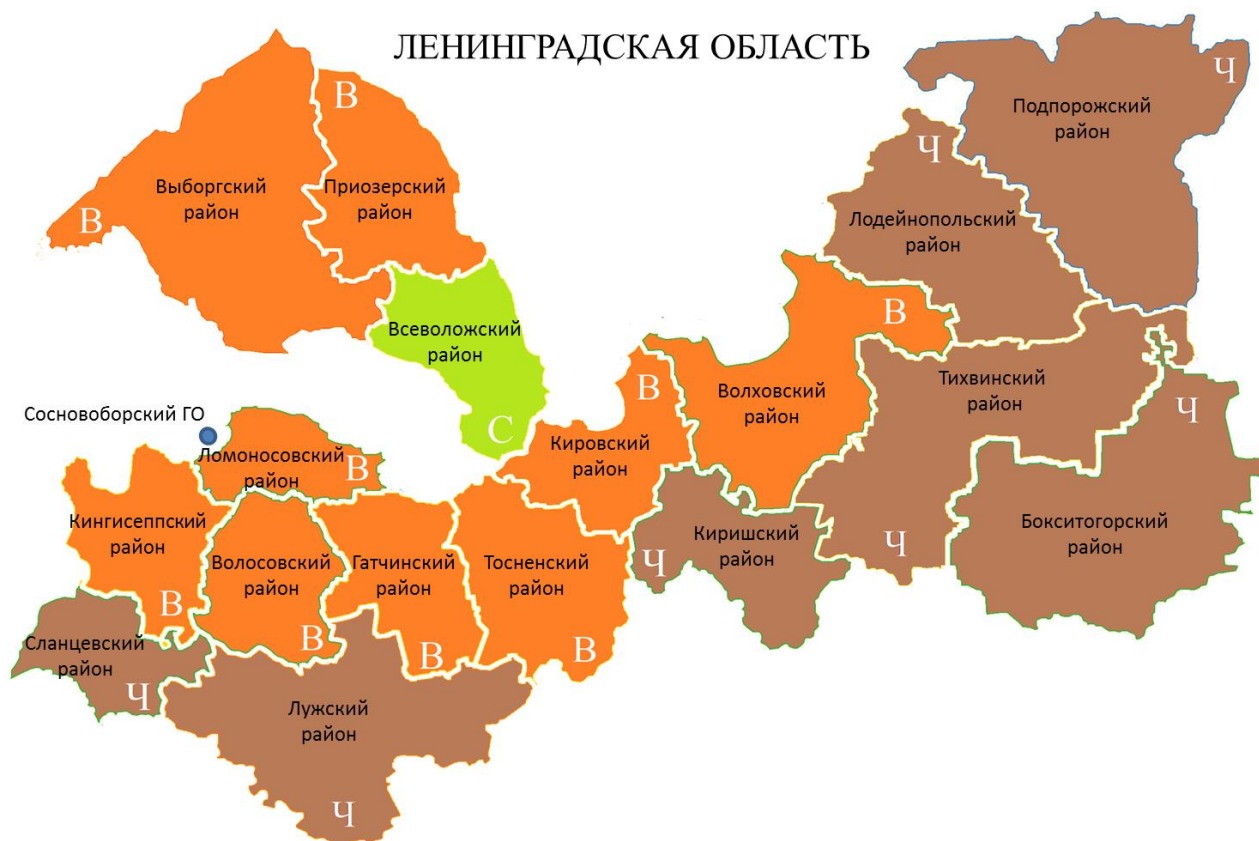 ЛЕНИНГРАДСКАЯ ОБЛАСТЬ
Ч
Подпорожский
район
В
Приозерский
район
Выборгский
район
В
Ч
Лодейнопольский
район
Всеволожский
район
С
В
Волховский
район
Тихвинский
район
Ч
Ч
Бокситогорский
район
В
Кировский
район
Сосновоборский ГО
Ломоносовский
район
В
Кингисеппский
район
В
Волосовский
район
В
Гатчинский
район
В
Тосненский
район
В
Киришский
район
Ч
Сланцевский
район
Ч
Лужский
район
Ч